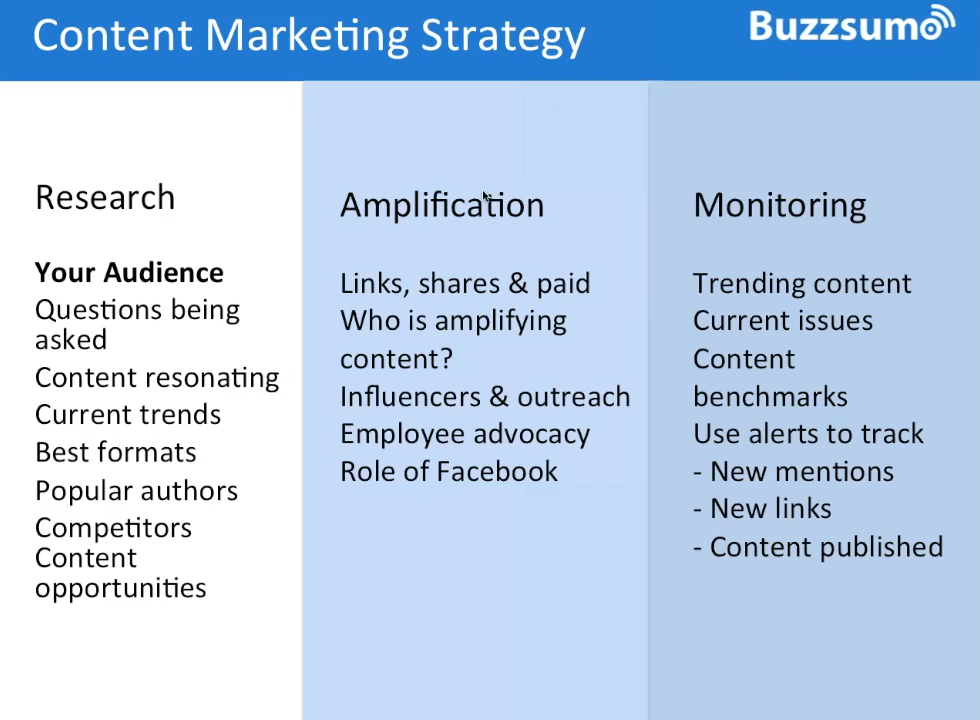 Content Marketing Strategy
Buzzsumo
Research
Your Audience
Questions being
asked
Content resonating
Current trends
Best formats
Popular authors
Competitors
Content
opportunities
Amplification
Links, shares & paid
Who is amplifying
content?
Influencers & outreach
Employee advocacy
Role of Facebook
Monitoring
Trending content
Current issues
Content
benchmarks
Use alerts to track
- New mentions
- New links
- Content published